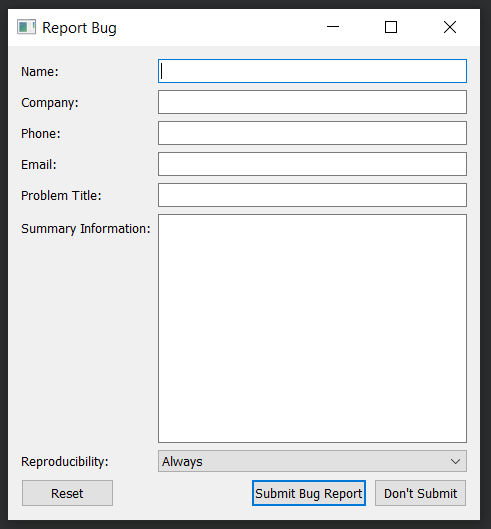 Report Bug
Name:
Company:
Phone:
Email:
Problem Title:
Summary Information:
Reproducibility: Always
Reset Submit Bug Report Don't Submit